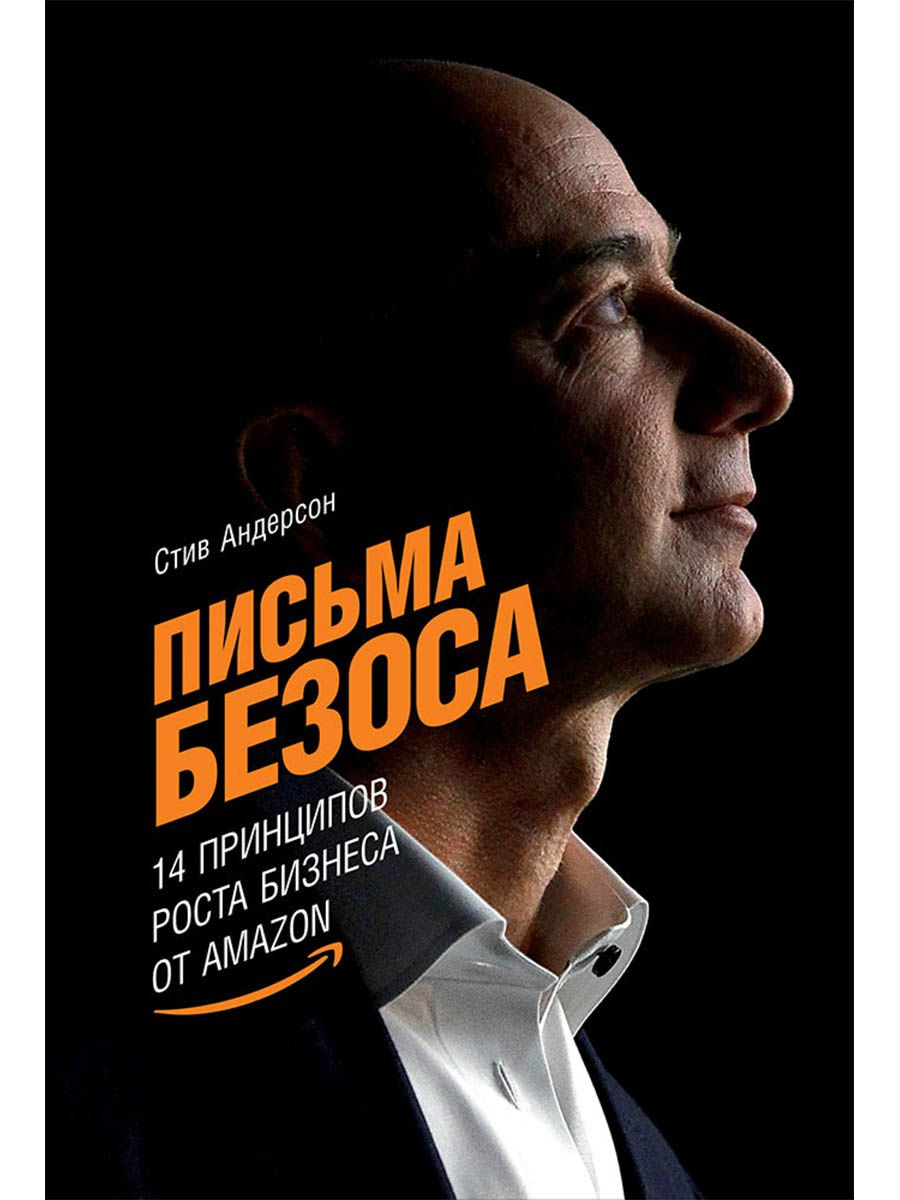 Стив Андерсон
ПИСЬМА
БЕЗОСА
14 ПРИНЦИПОВ
РОСТА БИЗНЕСА
ОТ AMAZON